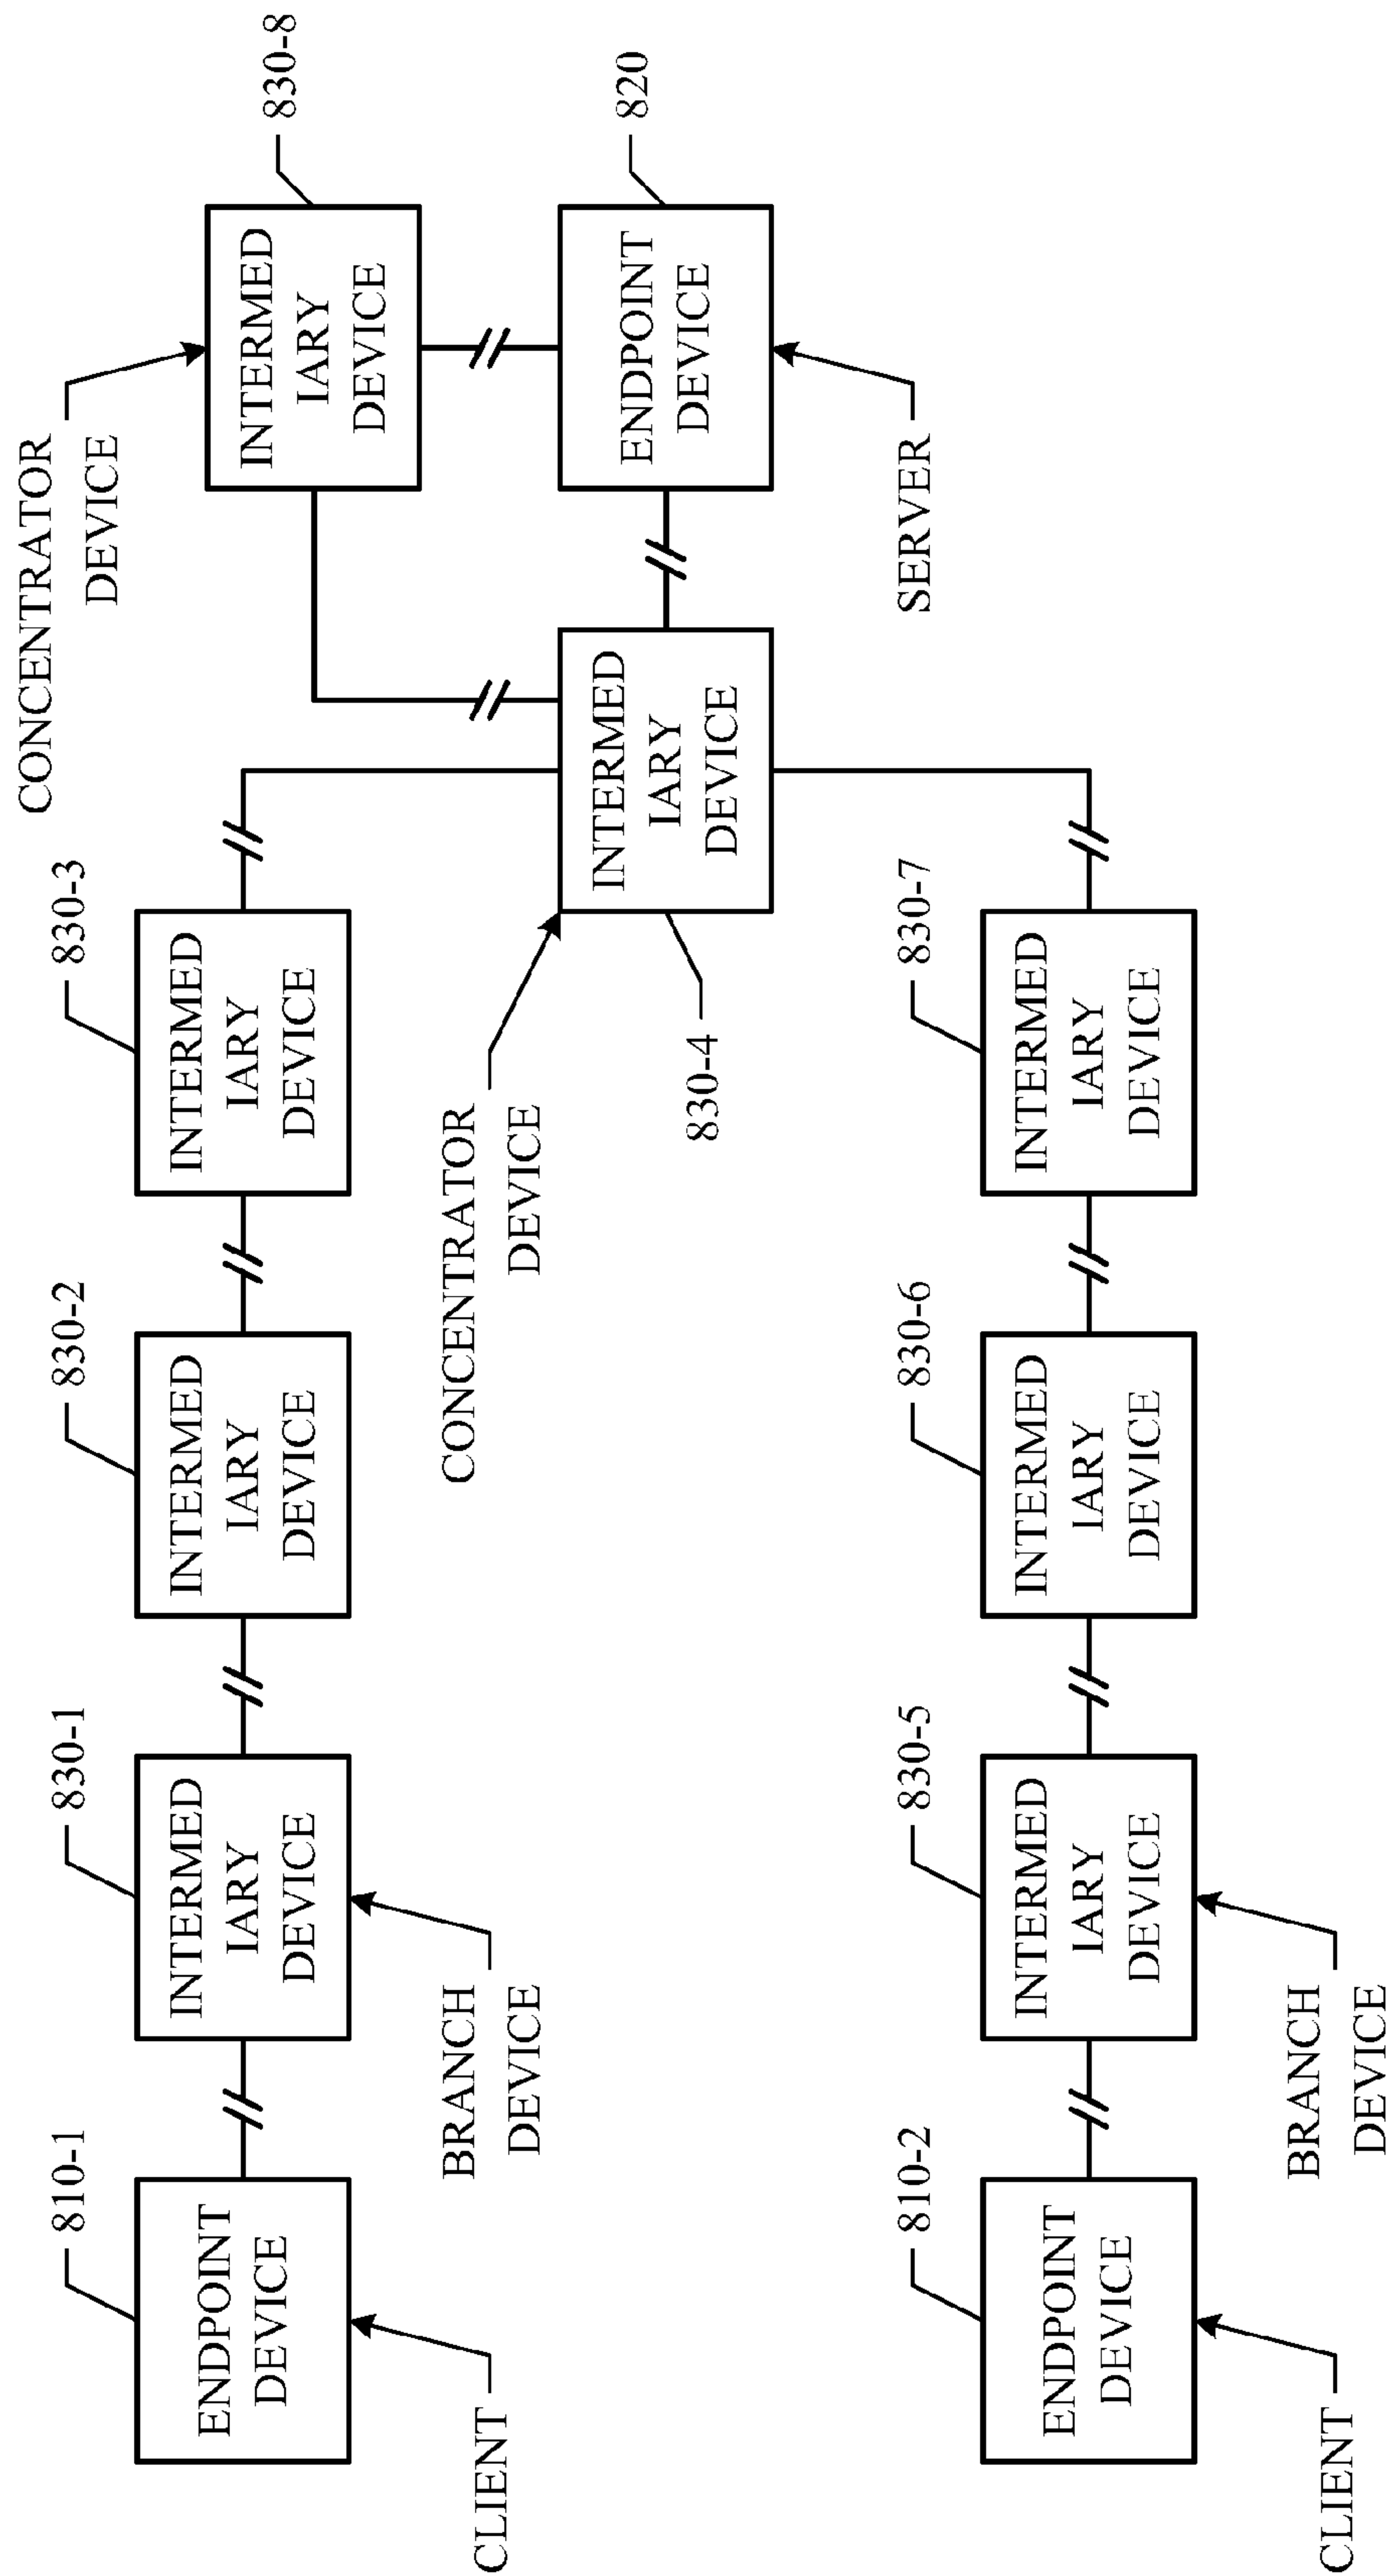 CONCENTRATOR
DEVICE
830-8
INTERMED
IARY
DEVICE
810-1
ENDPOINT
DEVICE
CLIENT
830-1
INTERMED
IARY
DEVICE
BRANCH
DEVICE
830-2
INTERMED
IARY
DEVICE
830-3
INTERMED
IARY
DEVICE
CONCENTRATOR
DEVICE
INTERMED
IARY
DEVICE
830-4
820
ENDPOINT
DEVICE
SERVER
810-2
ENDPOINT
DEVICE
CLIENT
830-5
INTERMED
IARY
DEVICE
BRANCH
DEVICE
830-6
INTERMED
IARY
DEVICE
830-7
INTERMED
IARY
DEVICE